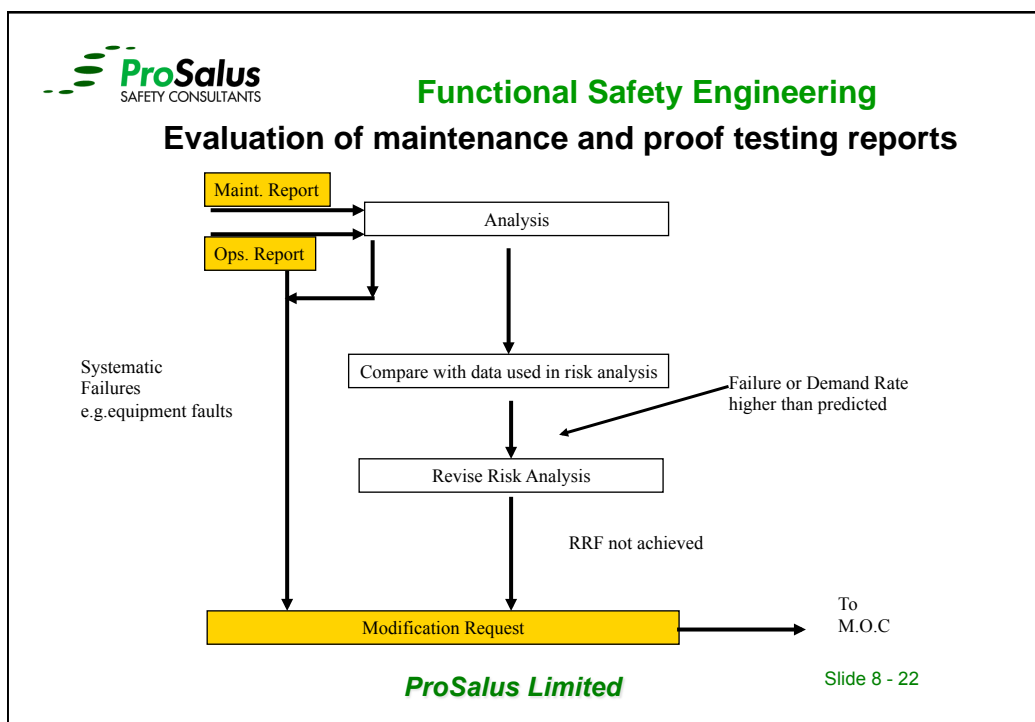 ProSalus
SAFETY CONSULTANTS
Functional Safety Engineering
Evaluation of maintenance and proof testing reports
Maint. Report
Analysis
Ops. Report
Systematic
Failures
e.g.equipment faults
Compare with data used in risk analysis
Failure or Demand Rate
higher than predicted
Revise Risk Analysis
RRF not achieved
Modification Request
To
M.O.C
ProSalus Limited
Slide 8 - 22